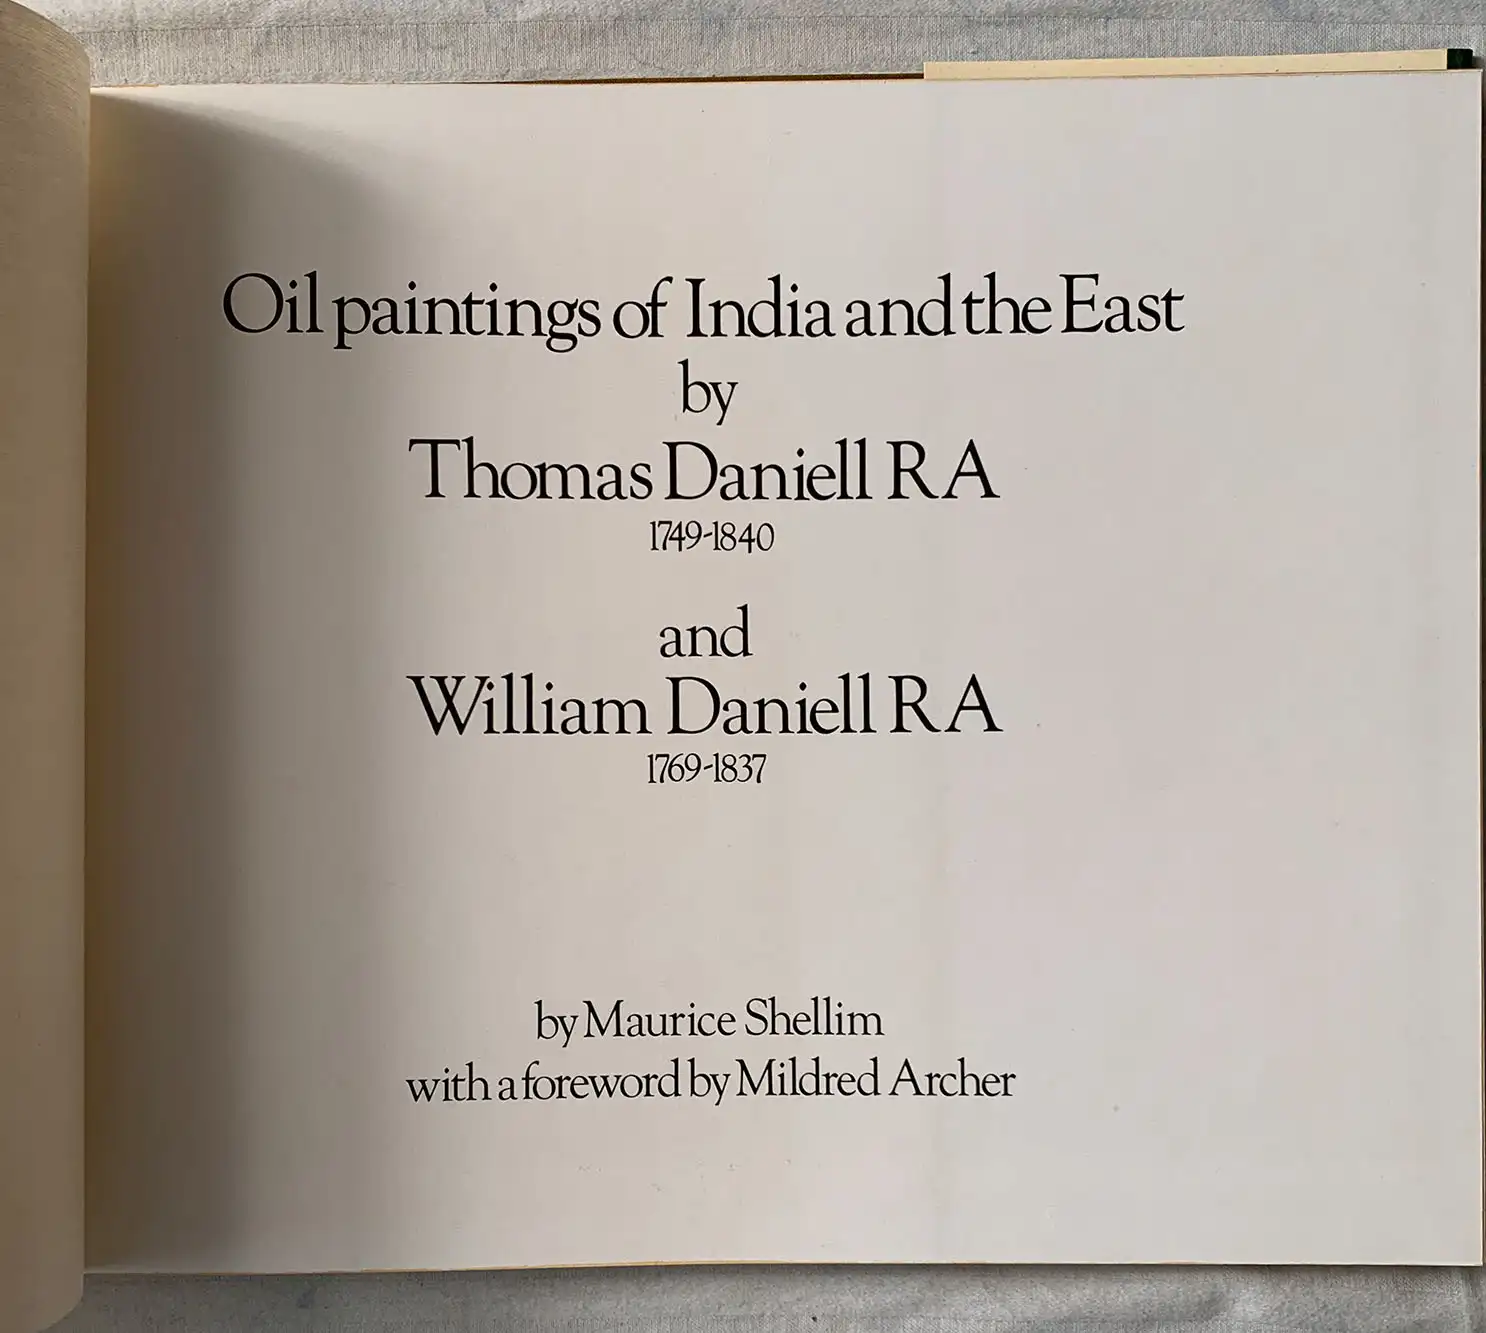 Oil paintings of India and the East
by
Thomas Daniell RA
1749-1840
and
William Daniell RA
1769-1837
by Maurice Shellim
with a foreword by Mildred Archer